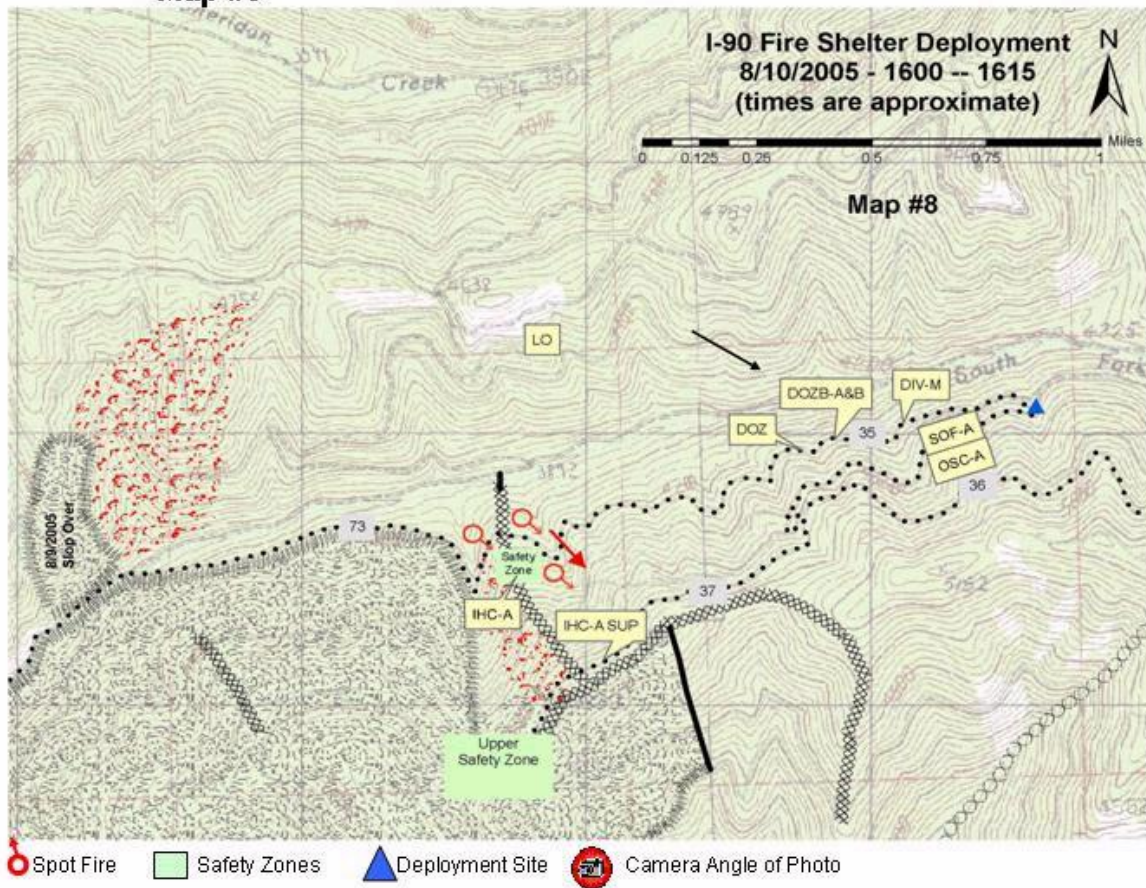 I-90 Fire Shelter Deployment
8/10/2005 - 1600 -- 1615
(times are approximate)
N
Miles
0 0.125 0.25 0.5 0.75 1
Map #8
Creek
LO
DOZB-A&B
DIV-M
South Fork
DOZ
35
SOF-A
OSC-A
36
3892
8/9/2005
Slop Over
73
Safety
Zone
37
IHC-A
IHC-A SUP
Upper
Safety Zone
Spot Fire
Safety Zones
Deployment Site
Camera Angle of Photo